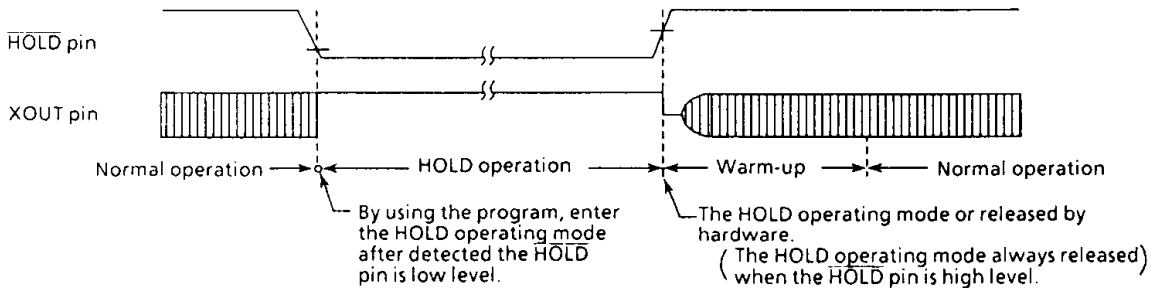 HOLD pin
XOUT pin
Normal operation
HOLD operation
Warm-up
Normal operation
By using the program, enter
the HOLD operating mode
after detected the HOLD
pin is low level.
The HOLD operating mode or released by
hardware.
(The HOLD operating mode always released)
when the HOLD pin is high level.